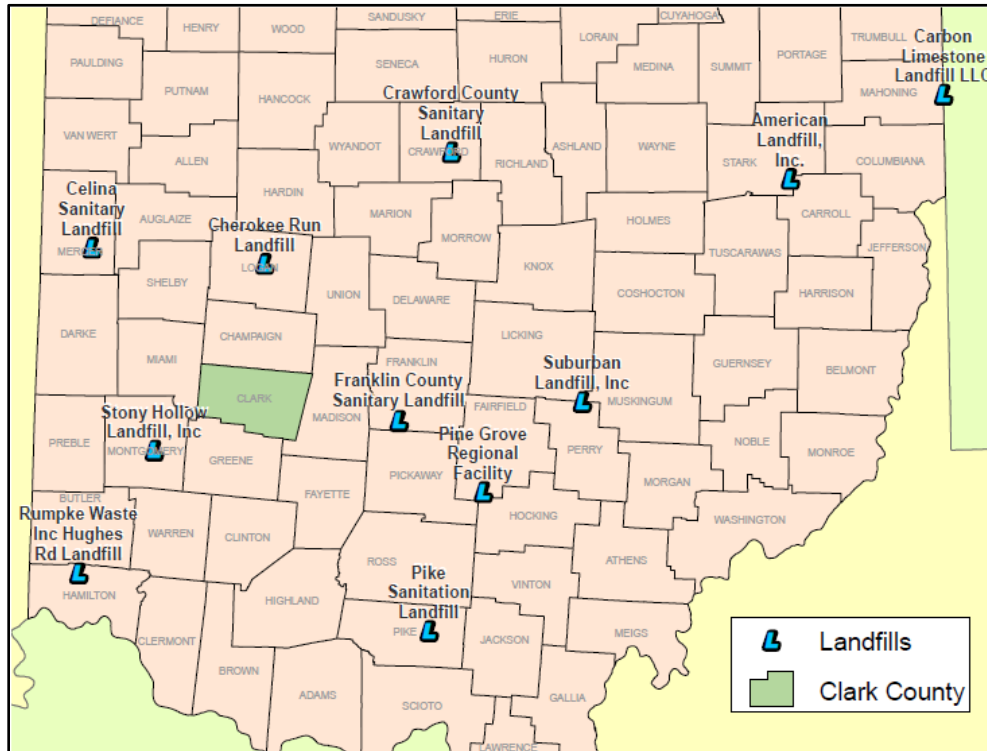 DEFIANCE
HENRY
WOOD
SANDUSKY
ERIE
LORAIN
CUYAHOGA
TRUMBULL
Carbon
Limestone
Landfill LLC
PAULDING
PUTNAM
HANCOCK
SENECA
HURON
MEDINA
SUMMIT
PORTAGE
MAHONING
Crawford County
Sanitary
Landfill
CRAWFORD
American
Landfill,
Inc.
VAN WERT
ALLEN
WYANDOT
RICHLAND
ASHLAND
WAYNE
STARK
COLUMBIANA
Celina
Sanitary
Landfill
MERCER
AUGLAIZE
HARDIN
MARION
MORROW
HOLMES
CARROLL
TUSCARAWAS
JEFFERSON
Cherokee Run
Landfill
LOGAN
SHELBY
UNION
DELAWARE
KNOX
COSHOCTON
HARRISON
DARKE
MIAMI
CHAMPAIGN
LICKING
GUERNSEY
BELMONT
CLARK
FRANKLIN
Franklin County
Sanitary Landfill
MADISON
Suburban
Landfill, Inc
FAIRFIELD
MUSKINGUM
Stony Hollow
Landfill, Inc
MONTGOMERY
PREBLE
GREENE
Pine Grove
Regional
Facility
PICKAWAY
PERRY
NOBLE
MONROE
MORGAN
FAYETTE
BUTLER
Rumpke Waste
Inc Hughes
Rd Landfill
HAMILTON
WARREN
CLINTON
HOCKING
WASHINGTON
ROSS
ATHENS
VINTON
Pike
Sanitation
Landfill
PIKE
HIGHLAND
CLERMONT
JACKSON
MEIGS
BROWN
ADAMS
SCIOTO
GALLIA
LAWRENCE
Landfills
Clark County